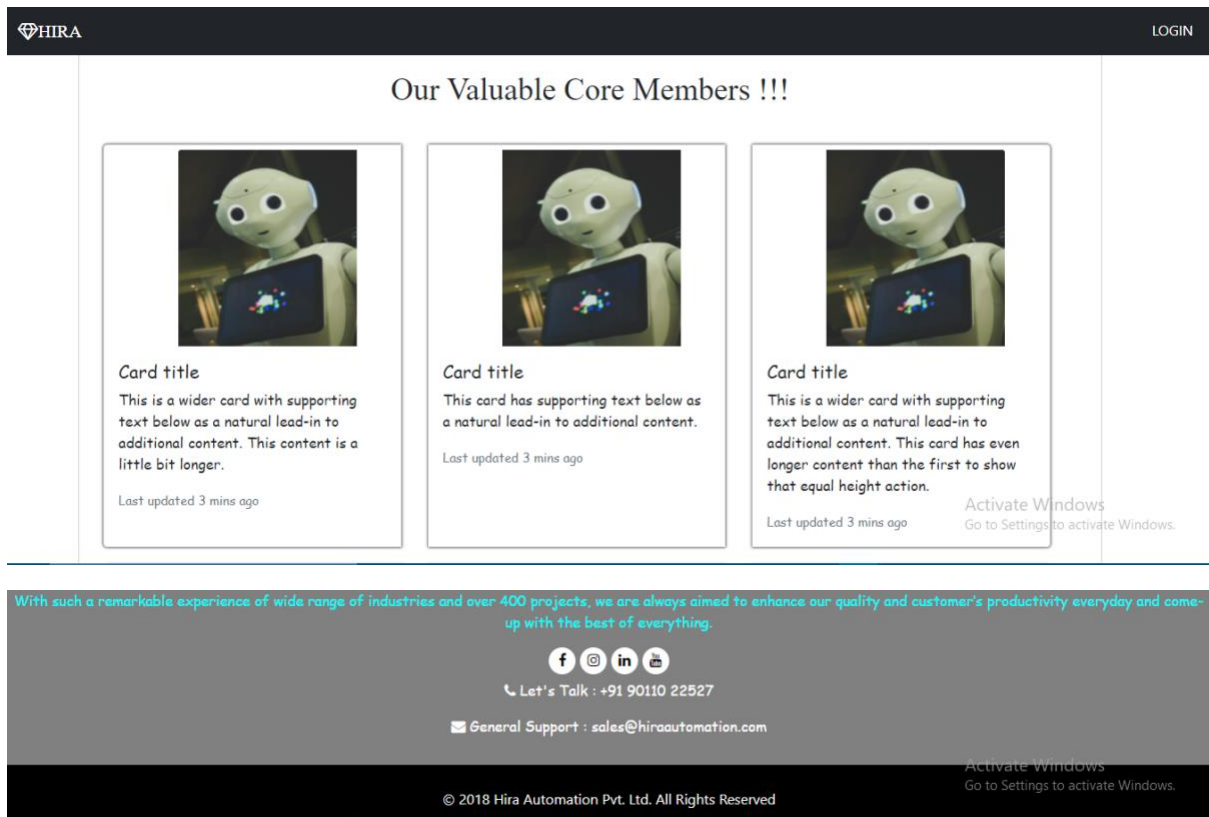 HIRA
LOGIN
Our Valuable Core Members !!!
Card title
This is a wider card with supporting
text below as a natural lead-in to
additional content. This content is a
little bit longer.
Last updated 3 mins ago
Card title
This card has supporting text below as
a natural lead-in to additional content.
Last updated 3 mins ago
Card title
This is a wider card with supporting
text below as a natural lead-in to
additional content. This card has even
longer content than the first to show
that equal height action.
Last updated 3 mins ago
Activate Windows
Go to Settings to activate Windows.
With such a remarkable experience of wide range of industries and over 400 projects, we are always aimed to enhance our quality and customer's productivity everyday and come-
up with the best of everything.
f in You Tube
Let's Talk : +91 90110 22527
General Support : sales@hiraautomation.com
Activate Windows
Go to Settings to activate Windows.
© 2018 Hira Automation Pvt. Ltd. All Rights Reserved